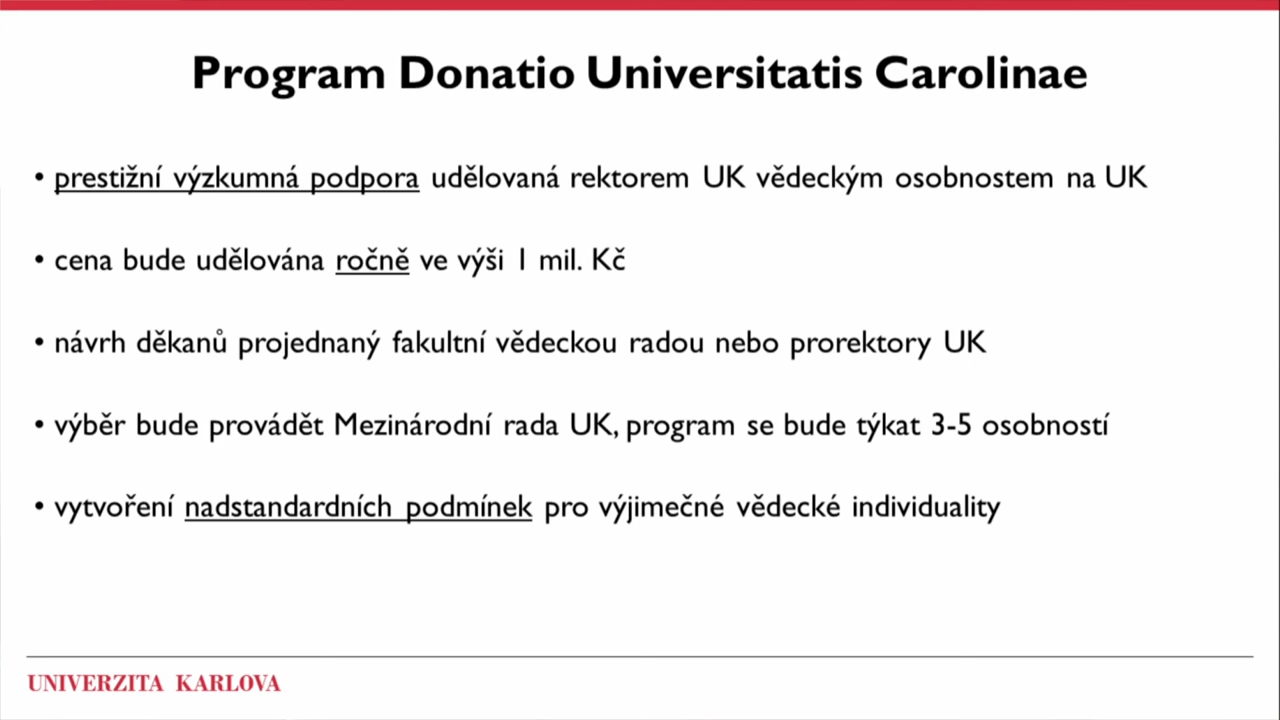 Program Donatio Universitatis Carolinae
• prestižní výzkumná podpora udělovaná rektorem UK vědeckým osobnostem na UK
• cena bude udělována ročně ve výši 1 mil. Kč
• návrh děkanů projednaný fakultní vědeckou radou nebo prorektory UK
• výběr bude provádět Mezinárodní rada UK, program se bude týkat 3-5 osobností
• vytvoření nadstandardních podmínek pro výjimečné vědecké individuality
UNIVERZITA KARLOVA